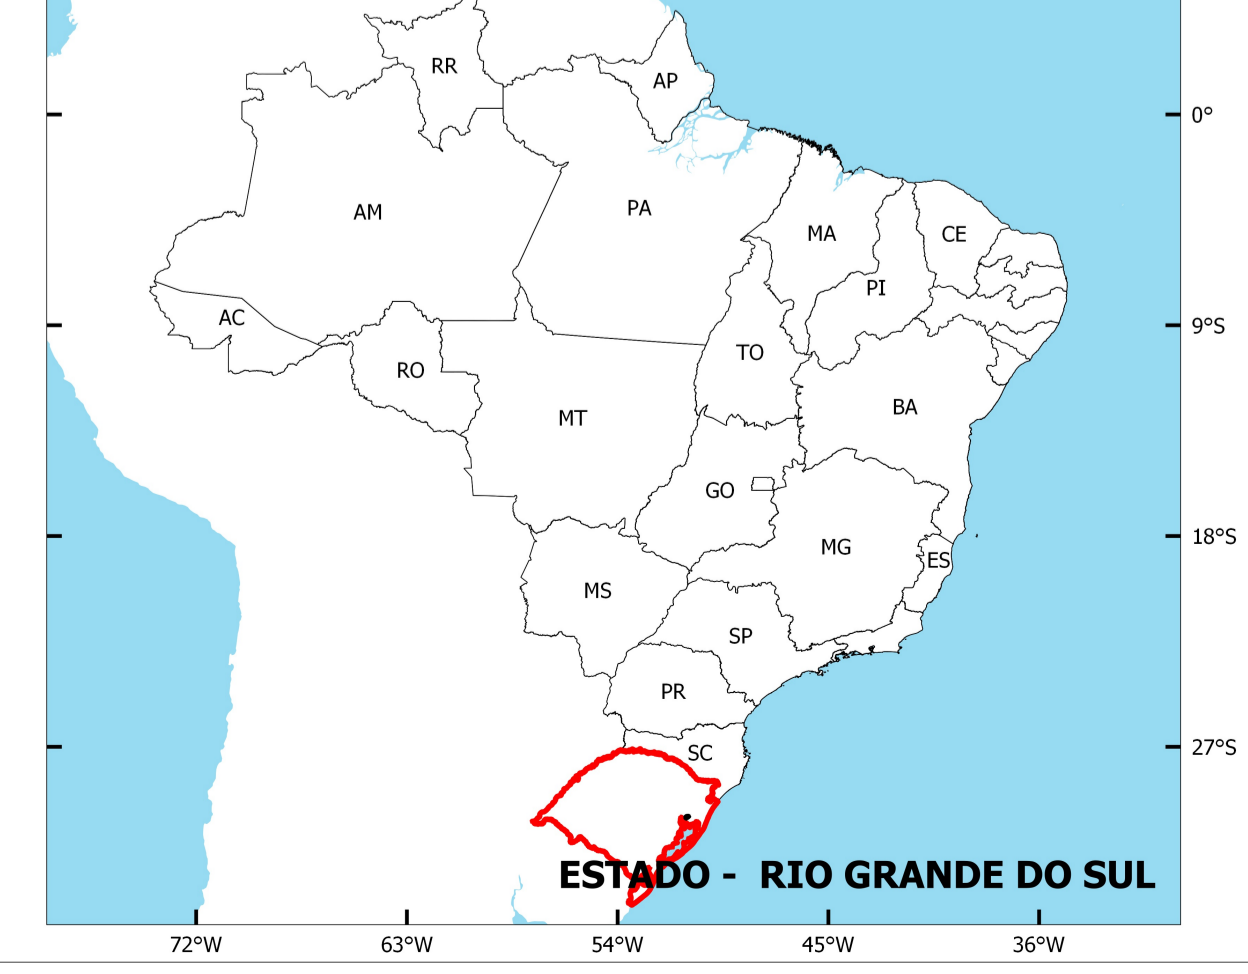 RR
AP
0°
AM
PA
MA
CE
PI
AC
9°S
TO
RO
BA
MT
GO
18°S
MG
ES
MS
SP
PR
27°S
SC
ESTADO - RIO GRANDE DO SUL
72°W 63°W 54°W 45°W 36°W